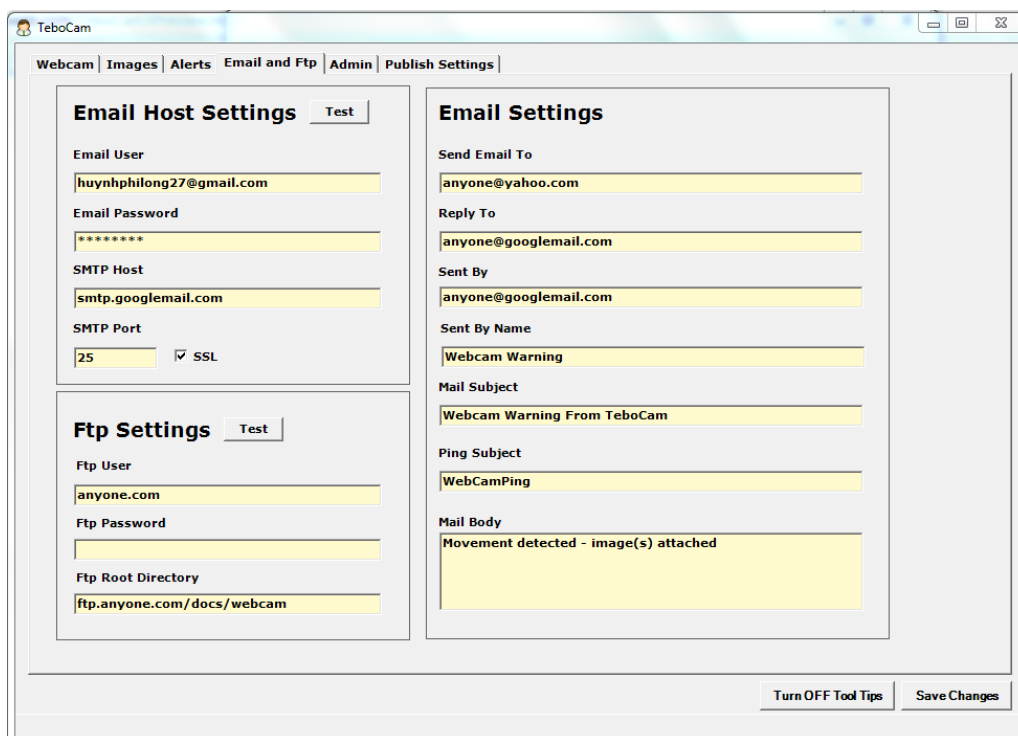 TeboCam
Webcam Images Alerts Email and Ftp Admin Publish Settings
Email Host Settings Test
Email User
huynhphilong27@gmail.com
Email Password
********
SMTP Host
smtp.googlemail.com
SMTP Port
25 SSL
Ftp Settings Test
Ftp User
anyone.com
Ftp Password
Ftp Root Directory
ftp.anyone.com/docs/webcam
Email Settings
Send Email To
anyone@yahoo.com
Reply To
anyone@googlemail.com
Sent By
anyone@googlemail.com
Sent By Name
Webcam Warning
Mail Subject
Webcam Warning From TeboCam
Ping Subject
WebCamPing
Mail Body
Movement detected - image(s) attached
Turn OFF Tool Tips Save Changes